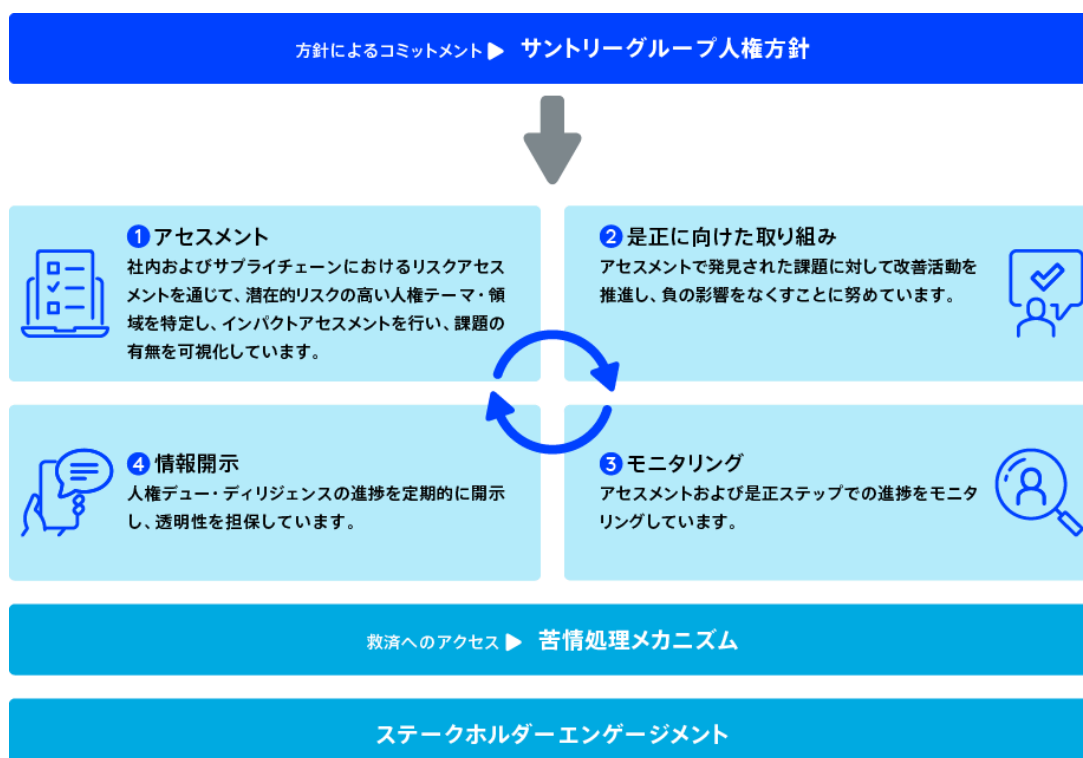 方針によるコミットメント▶ サントリーグループ人権方針
1 アセスメント
社内およびサプライチェーンにおけるリスクアセス
メントを通じて、潜在的リスクの高い人権テーマ・領
域を特定し、インパクトアセスメントを行い、課題の
有無を可視化しています。
2 是正に向けた取り組み
アセスメントで発見された課題に対して改善活動を
推進し、負の影響をなくすことに努めています。
3 モニタリング
アセスメントおよび是正ステップでの進捗をモニタ
リングしています。
4 情報開示
人権デュー・ディリジェンスの進捗を定期的に開示
し、透明性を担保しています。
救済へのアクセス▶ 苦情処理メカニズム
ステークホルダーエンゲージメント